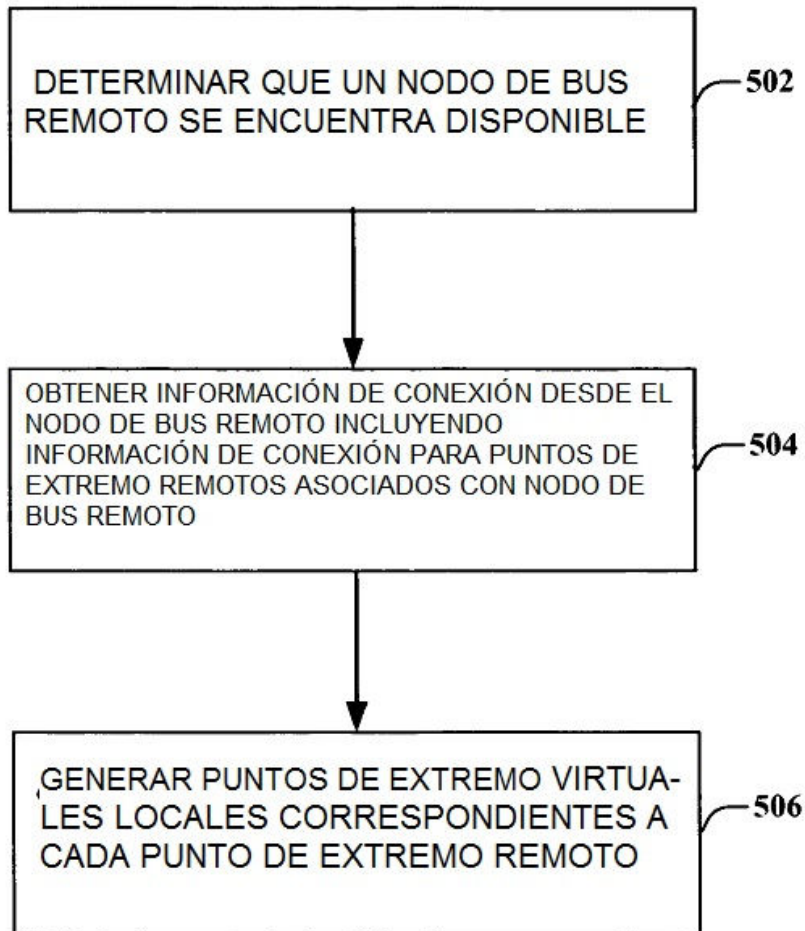 DETERMINAR QUE UN NODO DE BUS
REMOTO SE ENCUENTRA DISPONIBLE
502
OBTENER INFORMACIÓN DE CONEXIÓN DESDE EL
NODO DE BUS REMOTO INCLUYENDO
INFORMACIÓN DE CONEXIÓN PARA PUNTOS DE
EXTREMO REMOTOS ASOCIADOS CON NODO DE
BUS REMOTO
504
GENERAR PUNTOS DE EXTREMO VIRTUA-
LES LOCALES CORRESPONDIENTES A
CADA PUNTO DE EXTREMO REMOTO
506